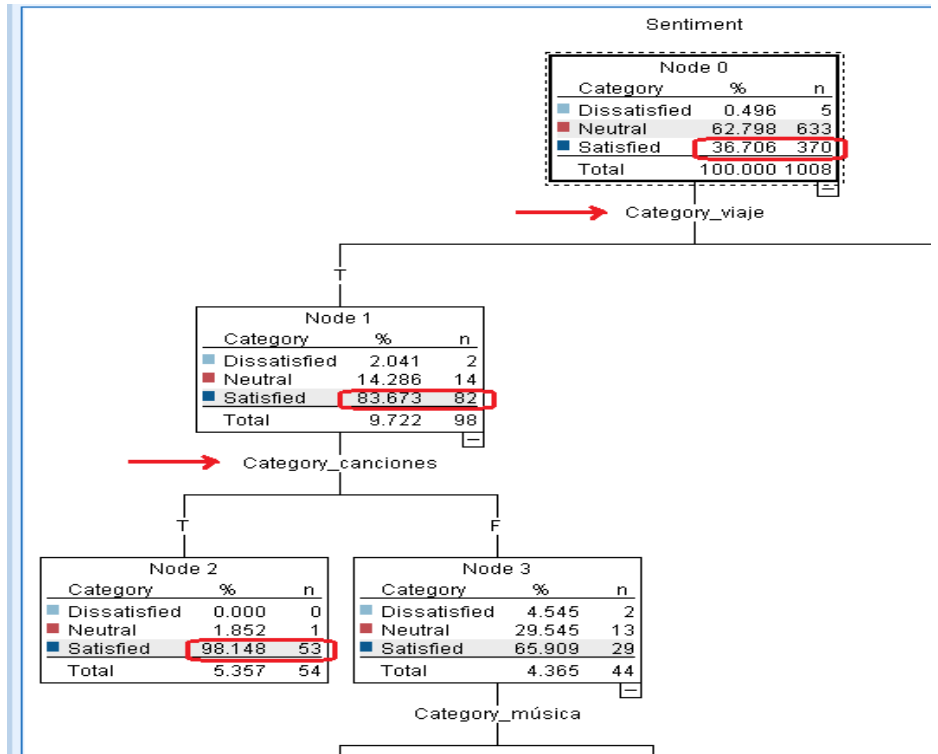 Sentiment
Node 0
Category % n
Dissatisfied 0.496 5
Neutral 62.798 633
Satisfied 36.706 370
Total 100.000 1008
Category_viaje
T
Node 1
Category % n
Dissatisfied 2.041 2
Neutral 14.286 14
Satisfied 83.673 82
Total 9.722 98
Category_canciones
T F
Node 2
Category % n
Dissatisfied 0.000 0
Neutral 1.852 1
Satisfied 98.148 53
Total 5.357 54
Node 3
Category % n
Dissatisfied 4.545 2
Neutral 29.545 13
Satisfied 65.909 29
Total 4.365 44
Category_música